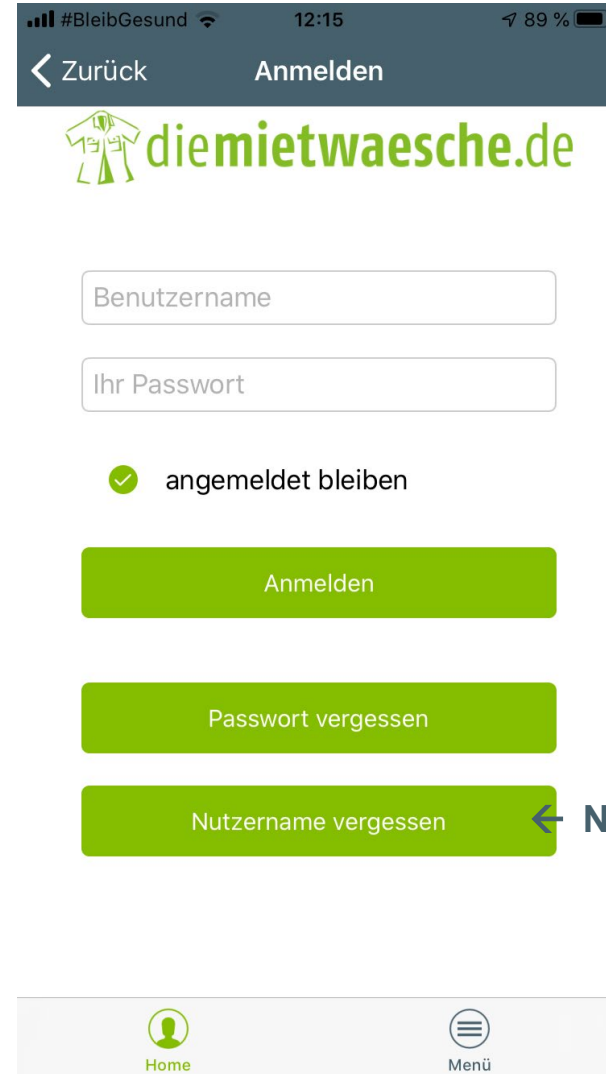 #BleibGesund 12:15 89 %
Zurück Anmelden
diemietwaesche.de
Benutzername
Ihr Passwort
angemeldet bleiben
Anmelden
Passwort vergessen
Nutzername vergessen ← N
Home Menü